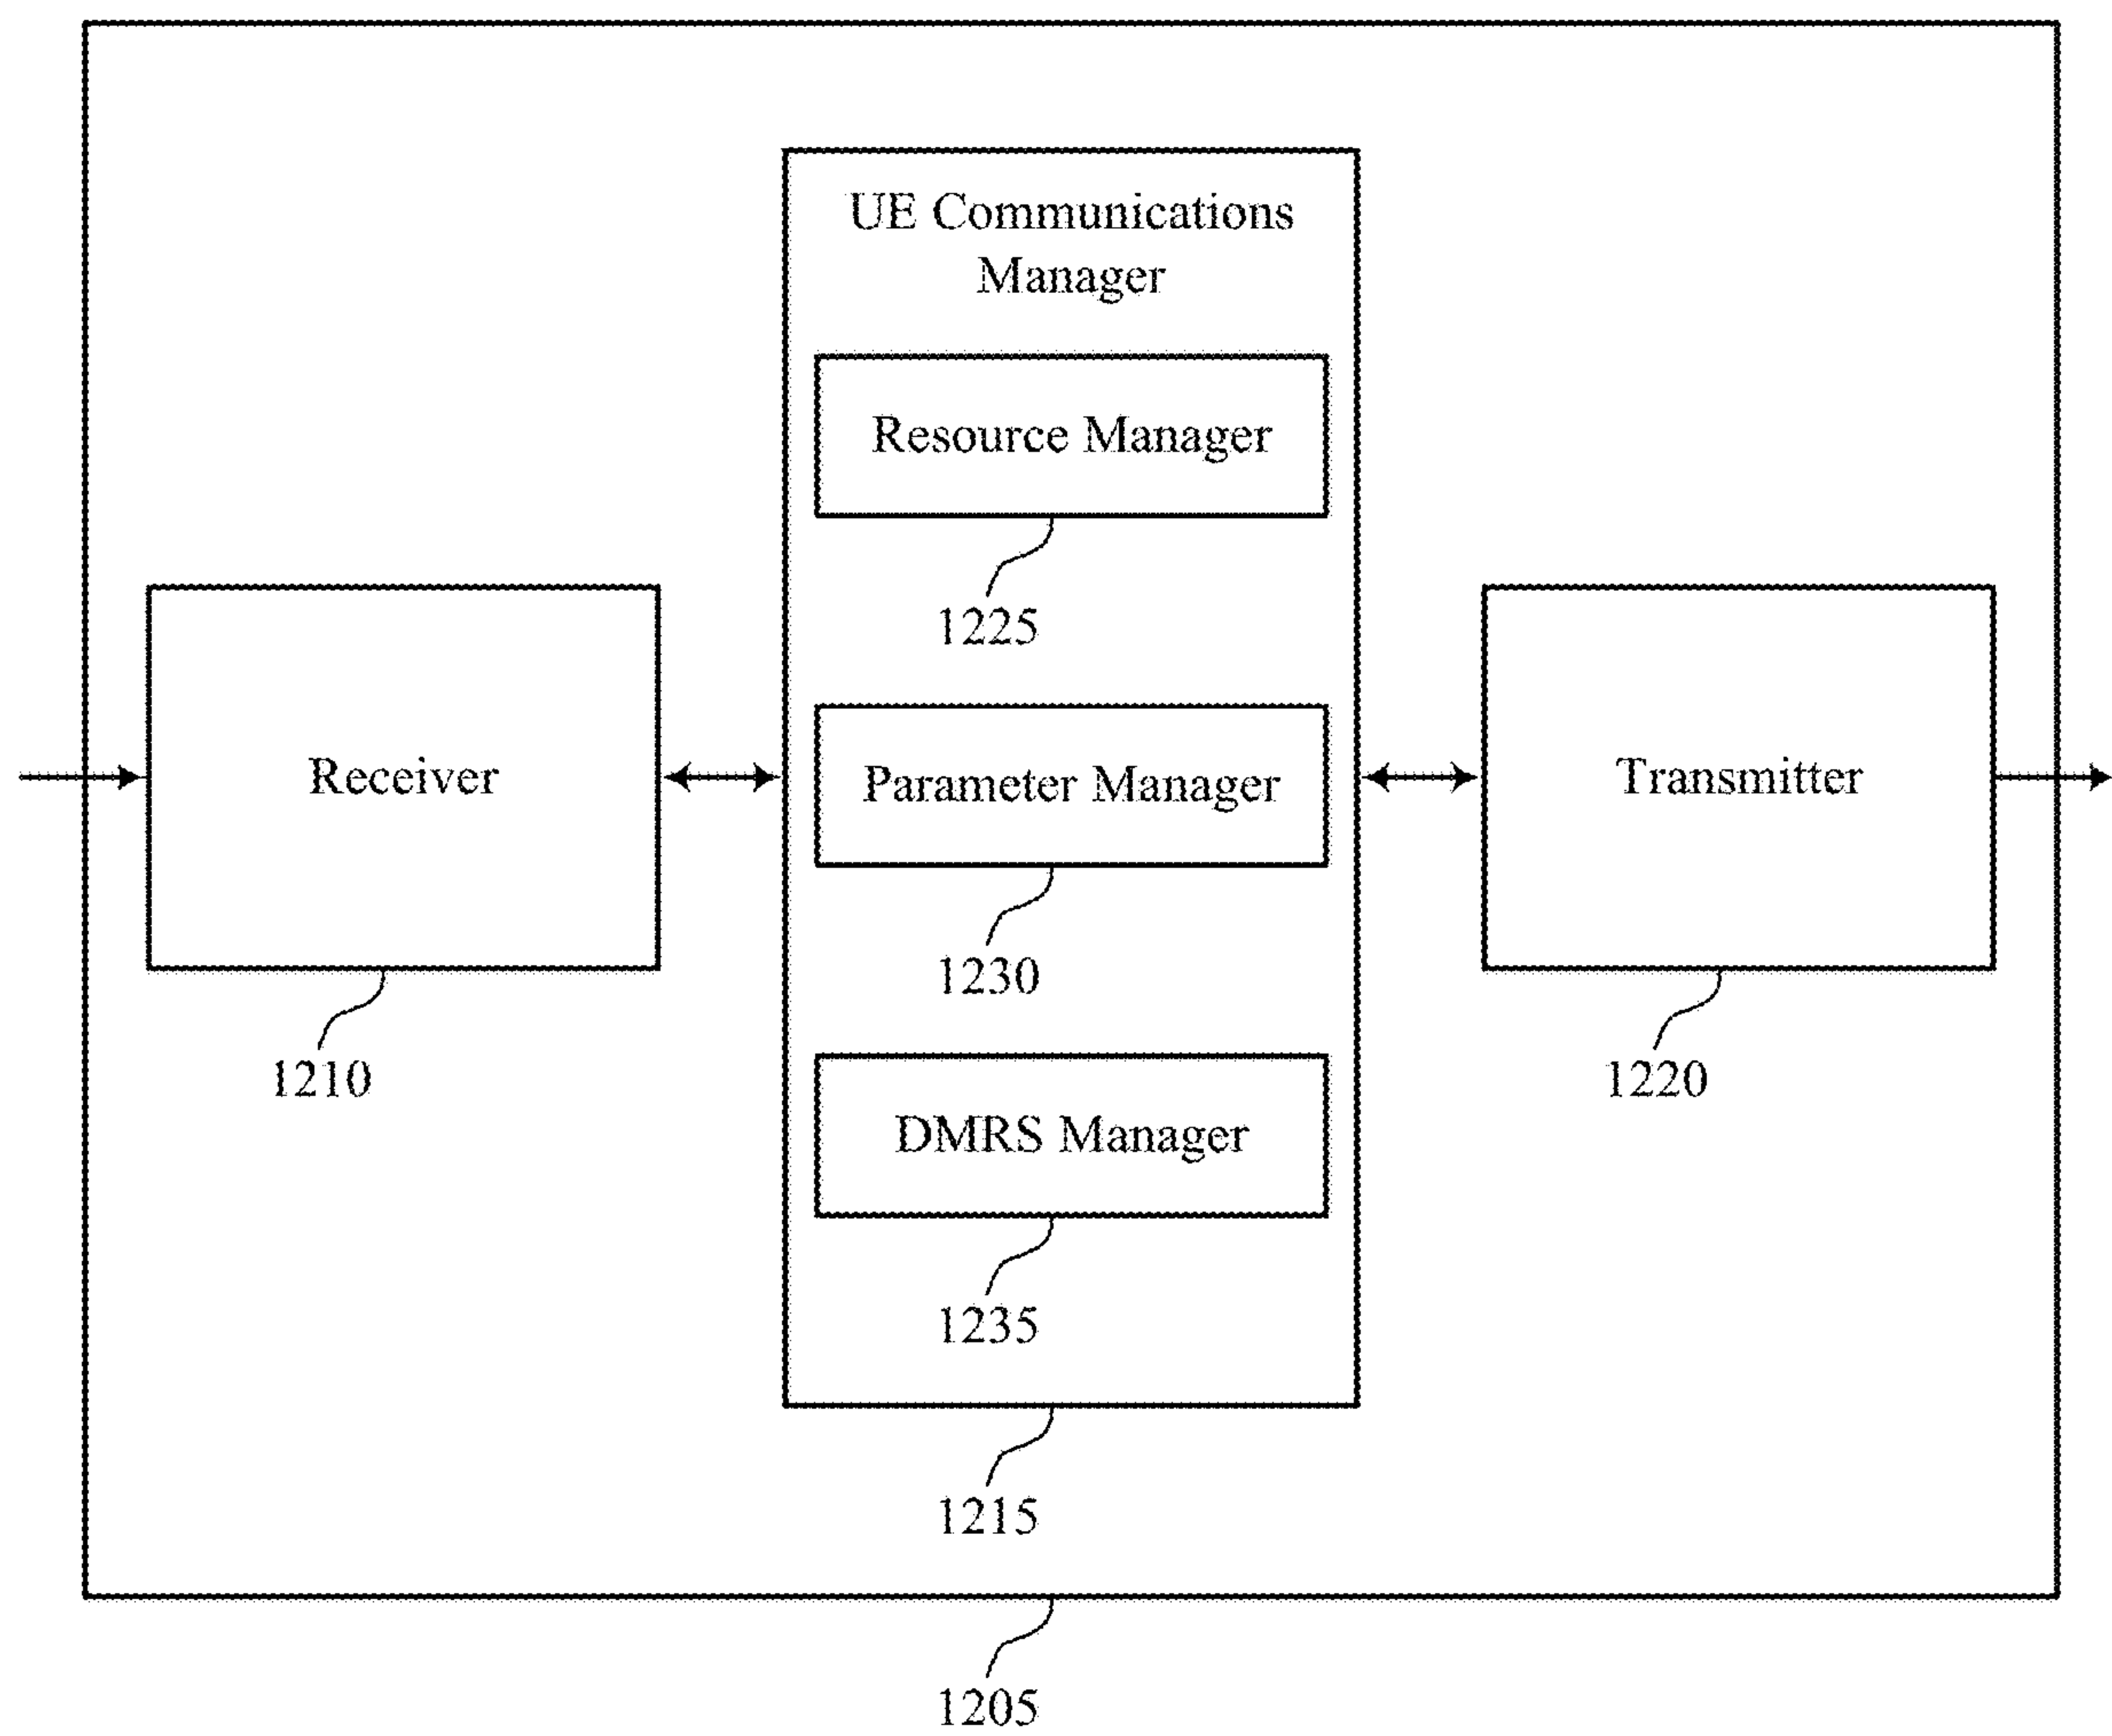 UE Communications
Manager
Resource Manager
1225
Receiver
1210
Parameter Manager
1230
Transmitter
1220
DMRS Manager
1235
1215
1205